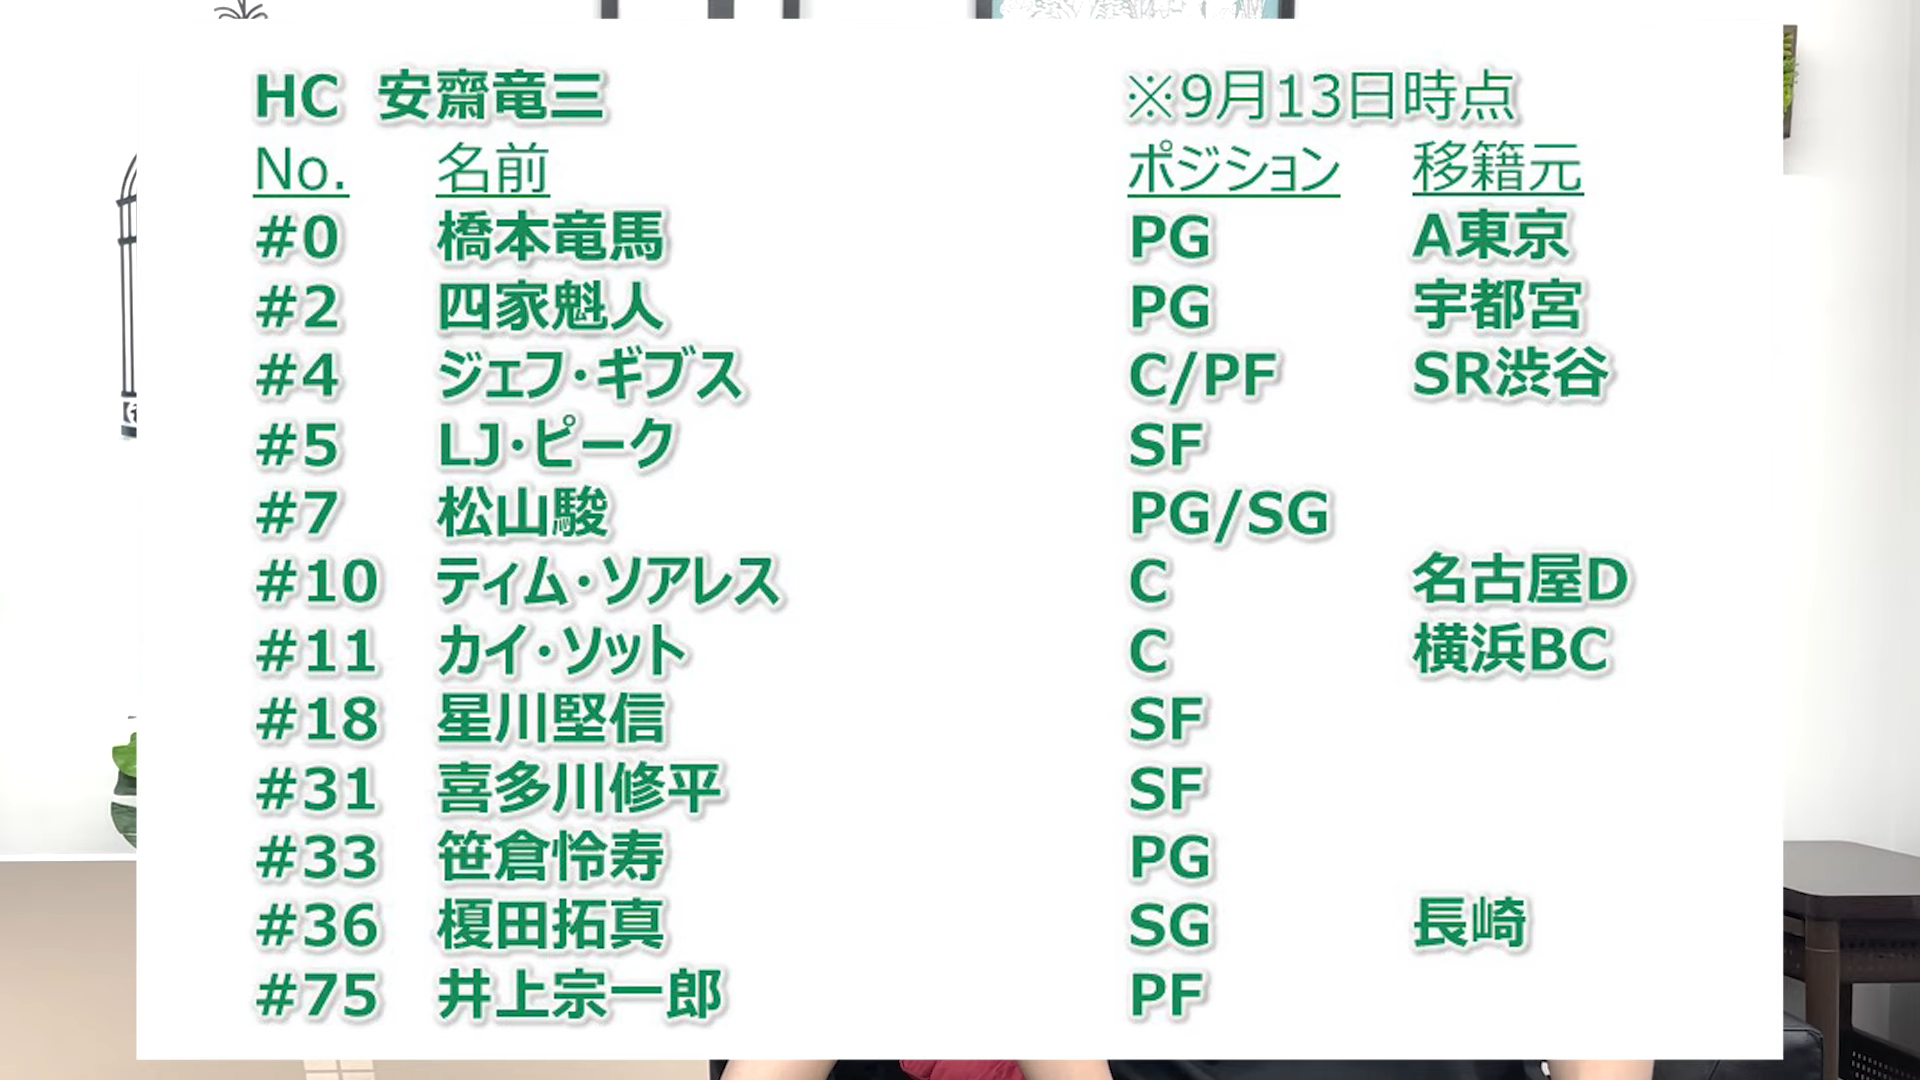 HC 安齋竜三 ※9月13日時点
No. 名前 ポジション 移籍元
#0 橋本竜馬 PG A東京
#2 四家魁人 PG 宇都宮
#4 ジェフ・ギブス C/PF SR渋谷
#5 LJ・ピーク SF
#7 松山駿 PG/SG
#10 ティム・ソアレス C 名古屋D
#11 カイ・ソット C 横浜BC
#18 星川堅信 SF
#31 喜多川修平 SF
#33 笹倉怜寿 PG
#36 榎田拓真 SG 長崎
#75 井上宗一郎 PF